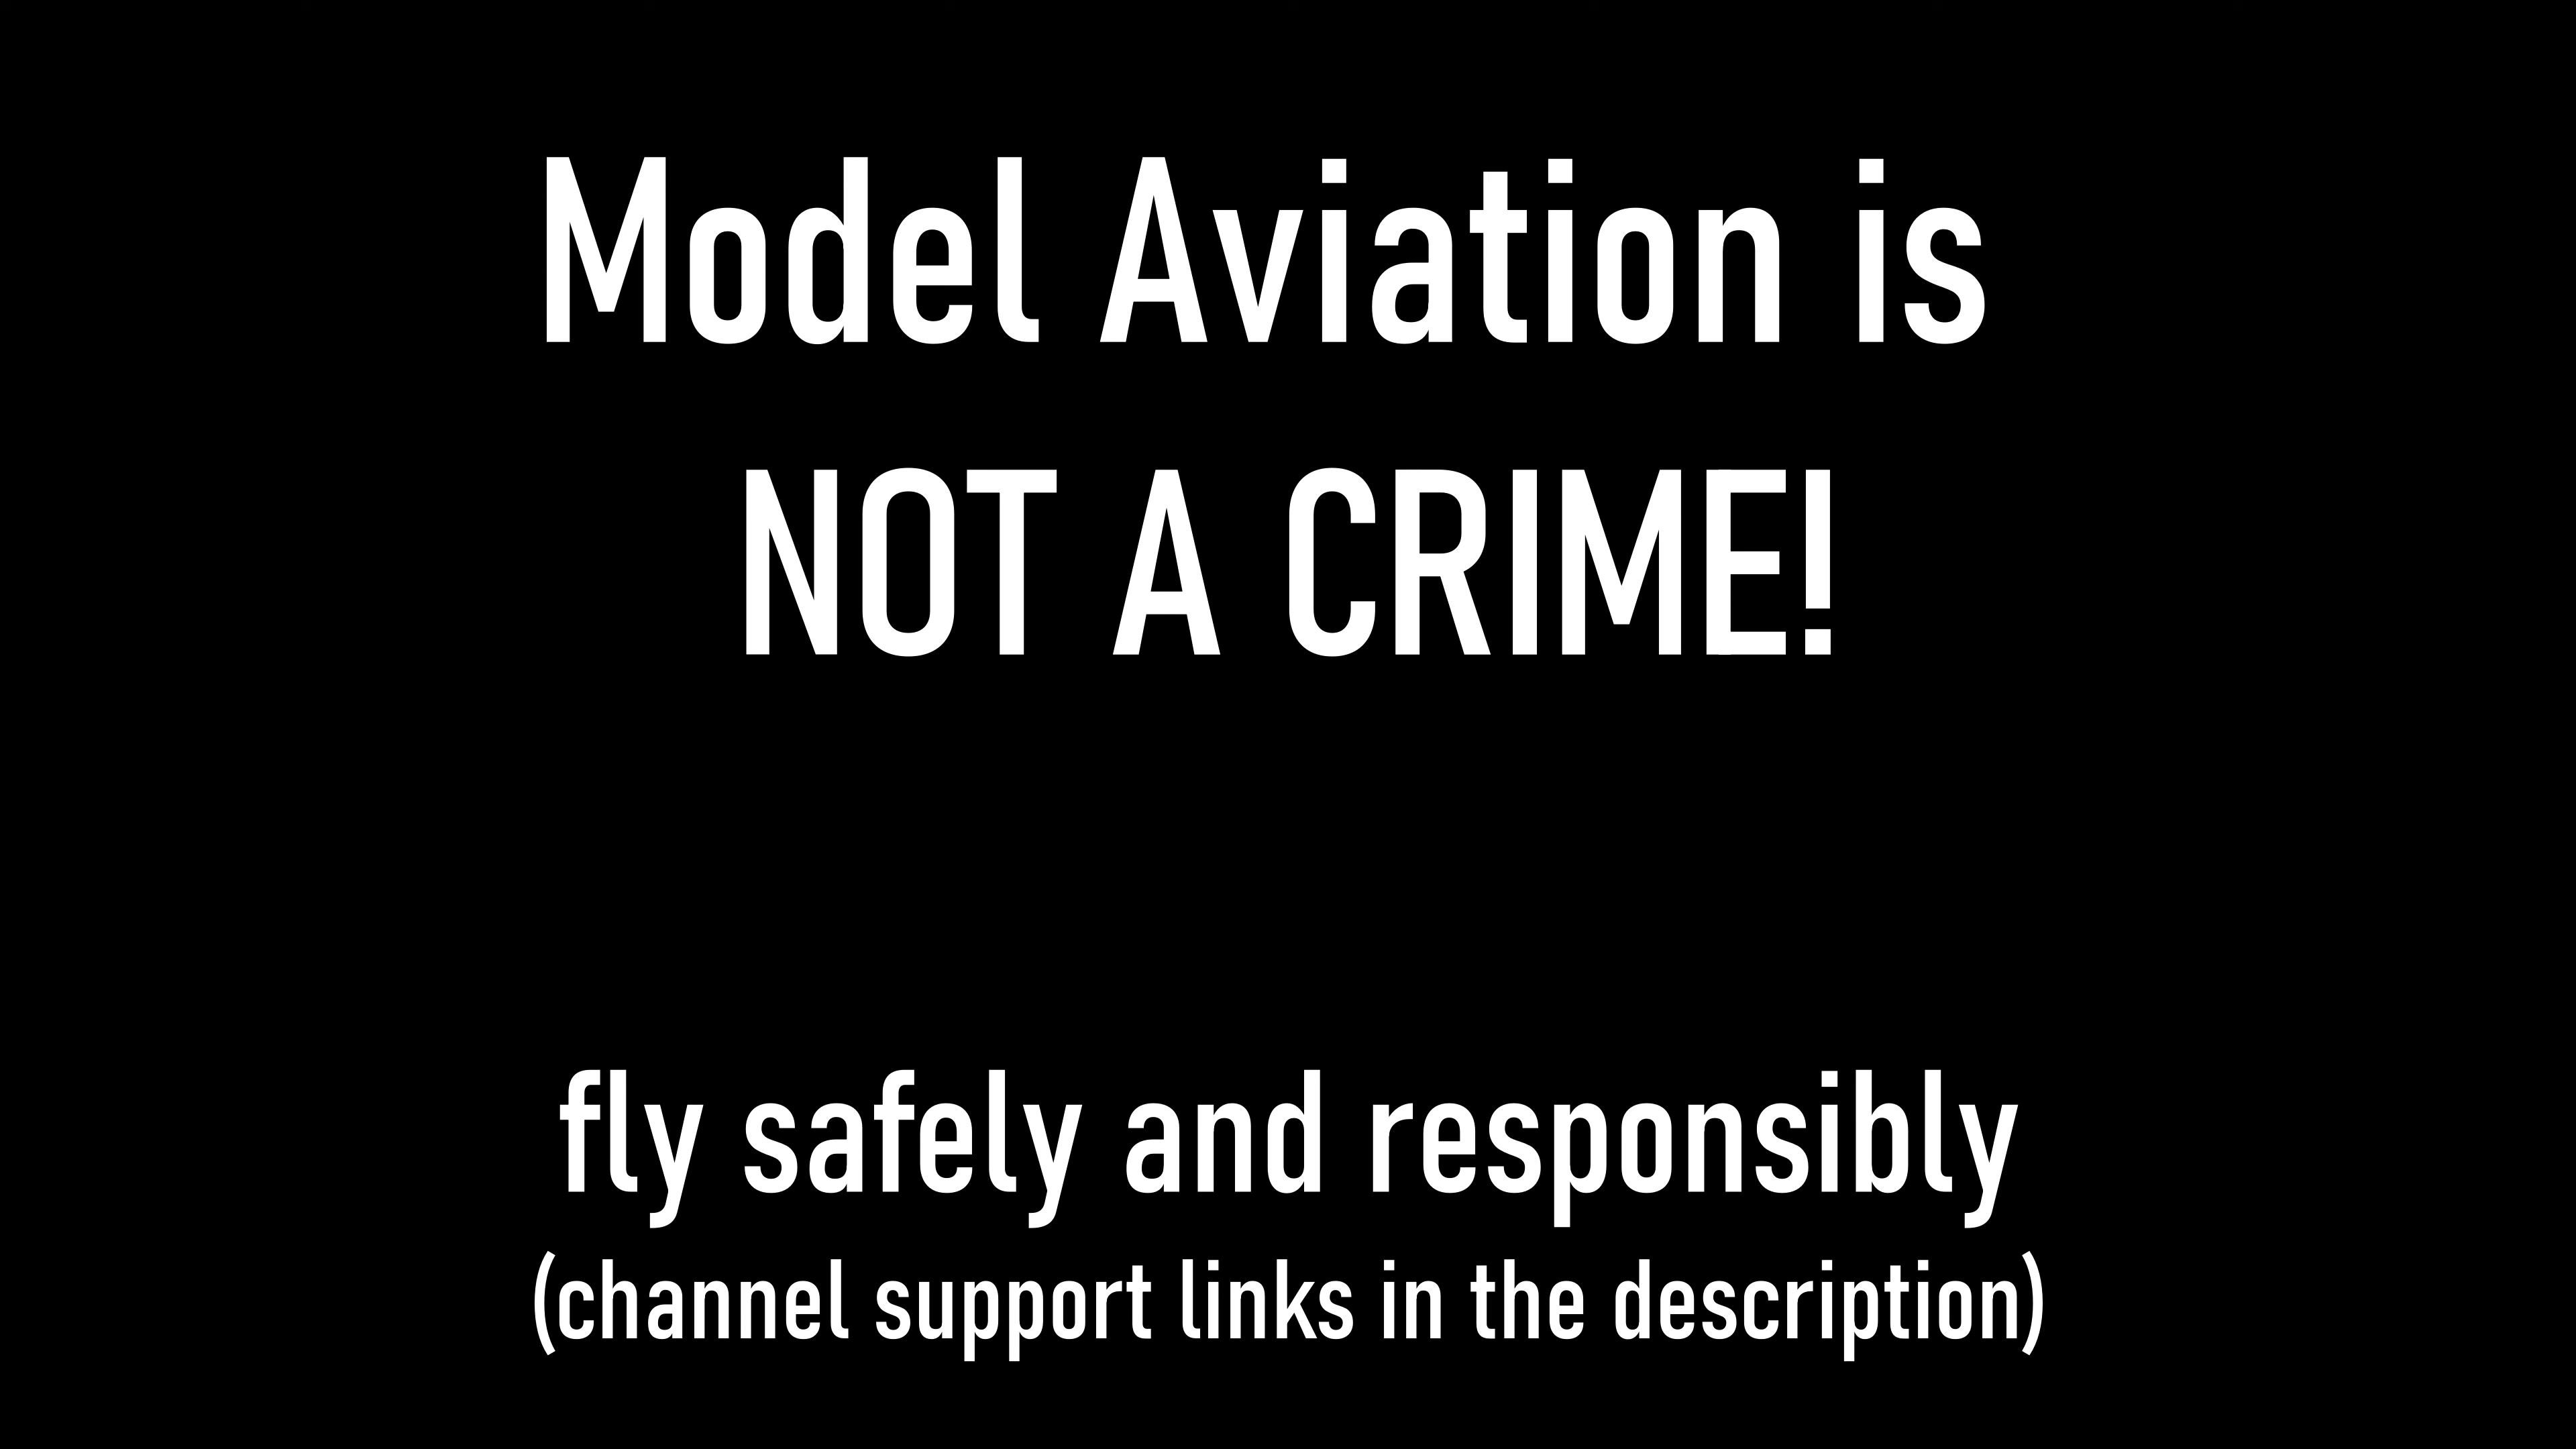 Model Aviation is
NOT A CRIME!
fly safely and responsibly
(channel support links in the description)